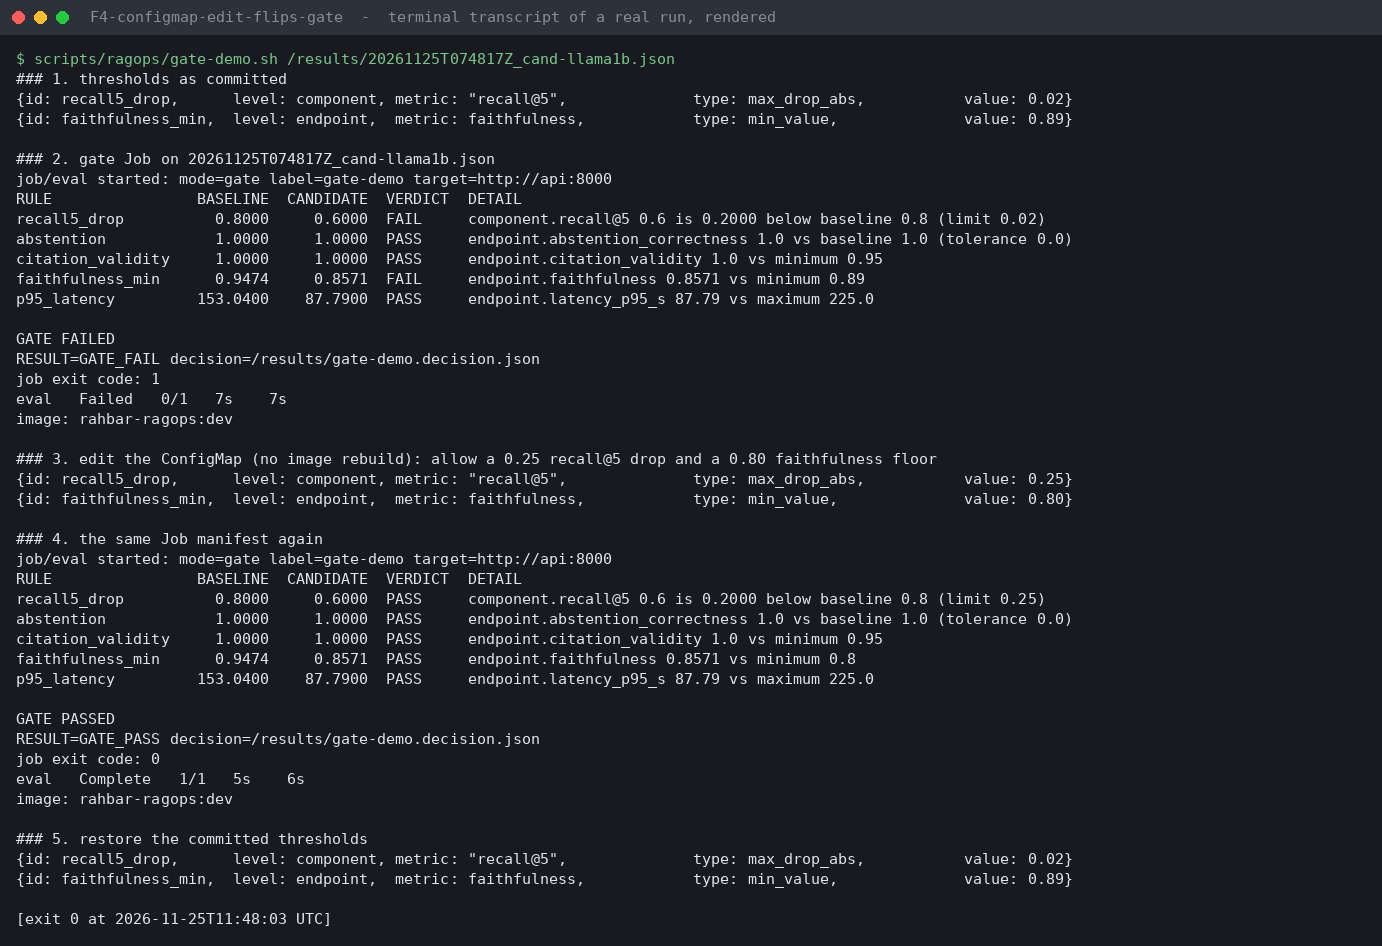 F4-configmap-edit-flips-gate  -  terminal transcript of a real run, rendered
$ scripts/ragops/gate-demo.sh /results/20261125T074817Z_cand-llama1b.json
### 1. thresholds as committed
{id: recall5_drop,      level: component, metric: "recall@5",              type: max_drop_abs,           value: 0.02}
{id: faithfulness_min,  level: endpoint,  metric: faithfulness,            type: min_value,              value: 0.89}

### 2. gate Job on 20261125T074817Z_cand-llama1b.json
job/eval started: mode=gate label=gate-demo target=http://api:8000
RULE                BASELINE  CANDIDATE  VERDICT  DETAIL
recall5_drop          0.8000     0.6000  FAIL     component.recall@5 0.6 is 0.2000 below baseline 0.8 (limit 0.02)
abstention            1.0000     1.0000  PASS     endpoint.abstention_correctness 1.0 vs baseline 1.0 (tolerance 0.0)
citation_validity     1.0000     1.0000  PASS     endpoint.citation_validity 1.0 vs minimum 0.95
faithfulness_min      0.9474     0.8571  FAIL     endpoint.faithfulness 0.8571 vs minimum 0.89
p95_latency         153.0400    87.7900  PASS     endpoint.latency_p95_s 87.79 vs maximum 225.0

GATE FAILED
RESULT=GATE_FAIL decision=/results/gate-demo.decision.json
job exit code: 1
eval   Failed   0/1   7s    7s
image: rahbar-ragops:dev

### 3. edit the ConfigMap (no image rebuild): allow a 0.25 recall@5 drop and a 0.80 faithfulness floor
{id: recall5_drop,      level: component, metric: "recall@5",              type: max_drop_abs,           value: 0.25}
{id: faithfulness_min,  level: endpoint,  metric: faithfulness,            type: min_value,              value: 0.80}

### 4. the same Job manifest again
job/eval started: mode=gate label=gate-demo target=http://api:8000
RULE                BASELINE  CANDIDATE  VERDICT  DETAIL
recall5_drop          0.8000     0.6000  PASS     component.recall@5 0.6 is 0.2000 below baseline 0.8 (limit 0.25)
abstention            1.0000     1.0000  PASS     endpoint.abstention_correctness 1.0 vs baseline 1.0 (tolerance 0.0)
citation_validity     1.0000     1.0000  PASS     endpoint.citation_validity 1.0 vs minimum 0.95
faithfulness_min      0.9474     0.8571  PASS     endpoint.faithfulness 0.8571 vs minimum 0.8
p95_latency         153.0400    87.7900  PASS     endpoint.latency_p95_s 87.79 vs maximum 225.0

GATE PASSED
RESULT=GATE_PASS decision=/results/gate-demo.decision.json
job exit code: 0
eval   Complete   1/1   5s    6s
image: rahbar-ragops:dev

### 5. restore the committed thresholds
{id: recall5_drop,      level: component, metric: "recall@5",              type: max_drop_abs,           value: 0.02}
{id: faithfulness_min,  level: endpoint,  metric: faithfulness,            type: min_value,              value: 0.89}

[exit 0 at 2026-11-25T11:48:03 UTC]